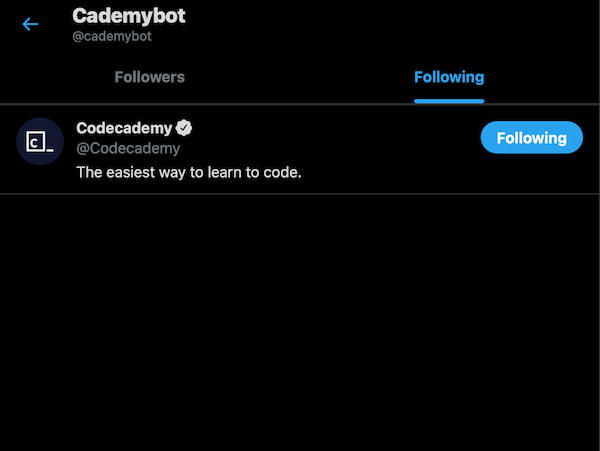 Cademybot
@cademybot
Followers
Following
Codecademy
@Codecademy
Following
The easiest way to learn to code.
c_